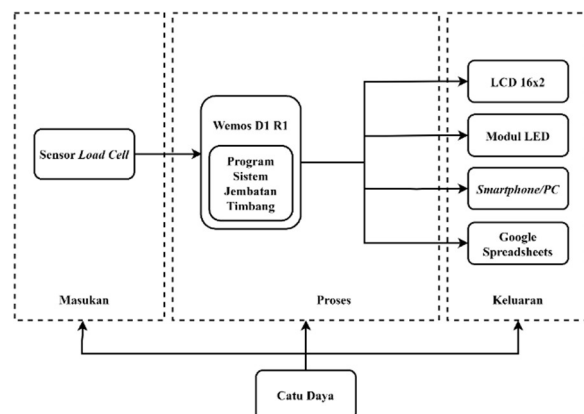 Sensor Load Cell
Wemos D1 R1
Program
Sistem
Jembatan
Timbang
LCD 16x2
Modul LED
Smartphone/PC
Google
Spreadsheets
Masukan
Proses
Keluaran
Catu Daya